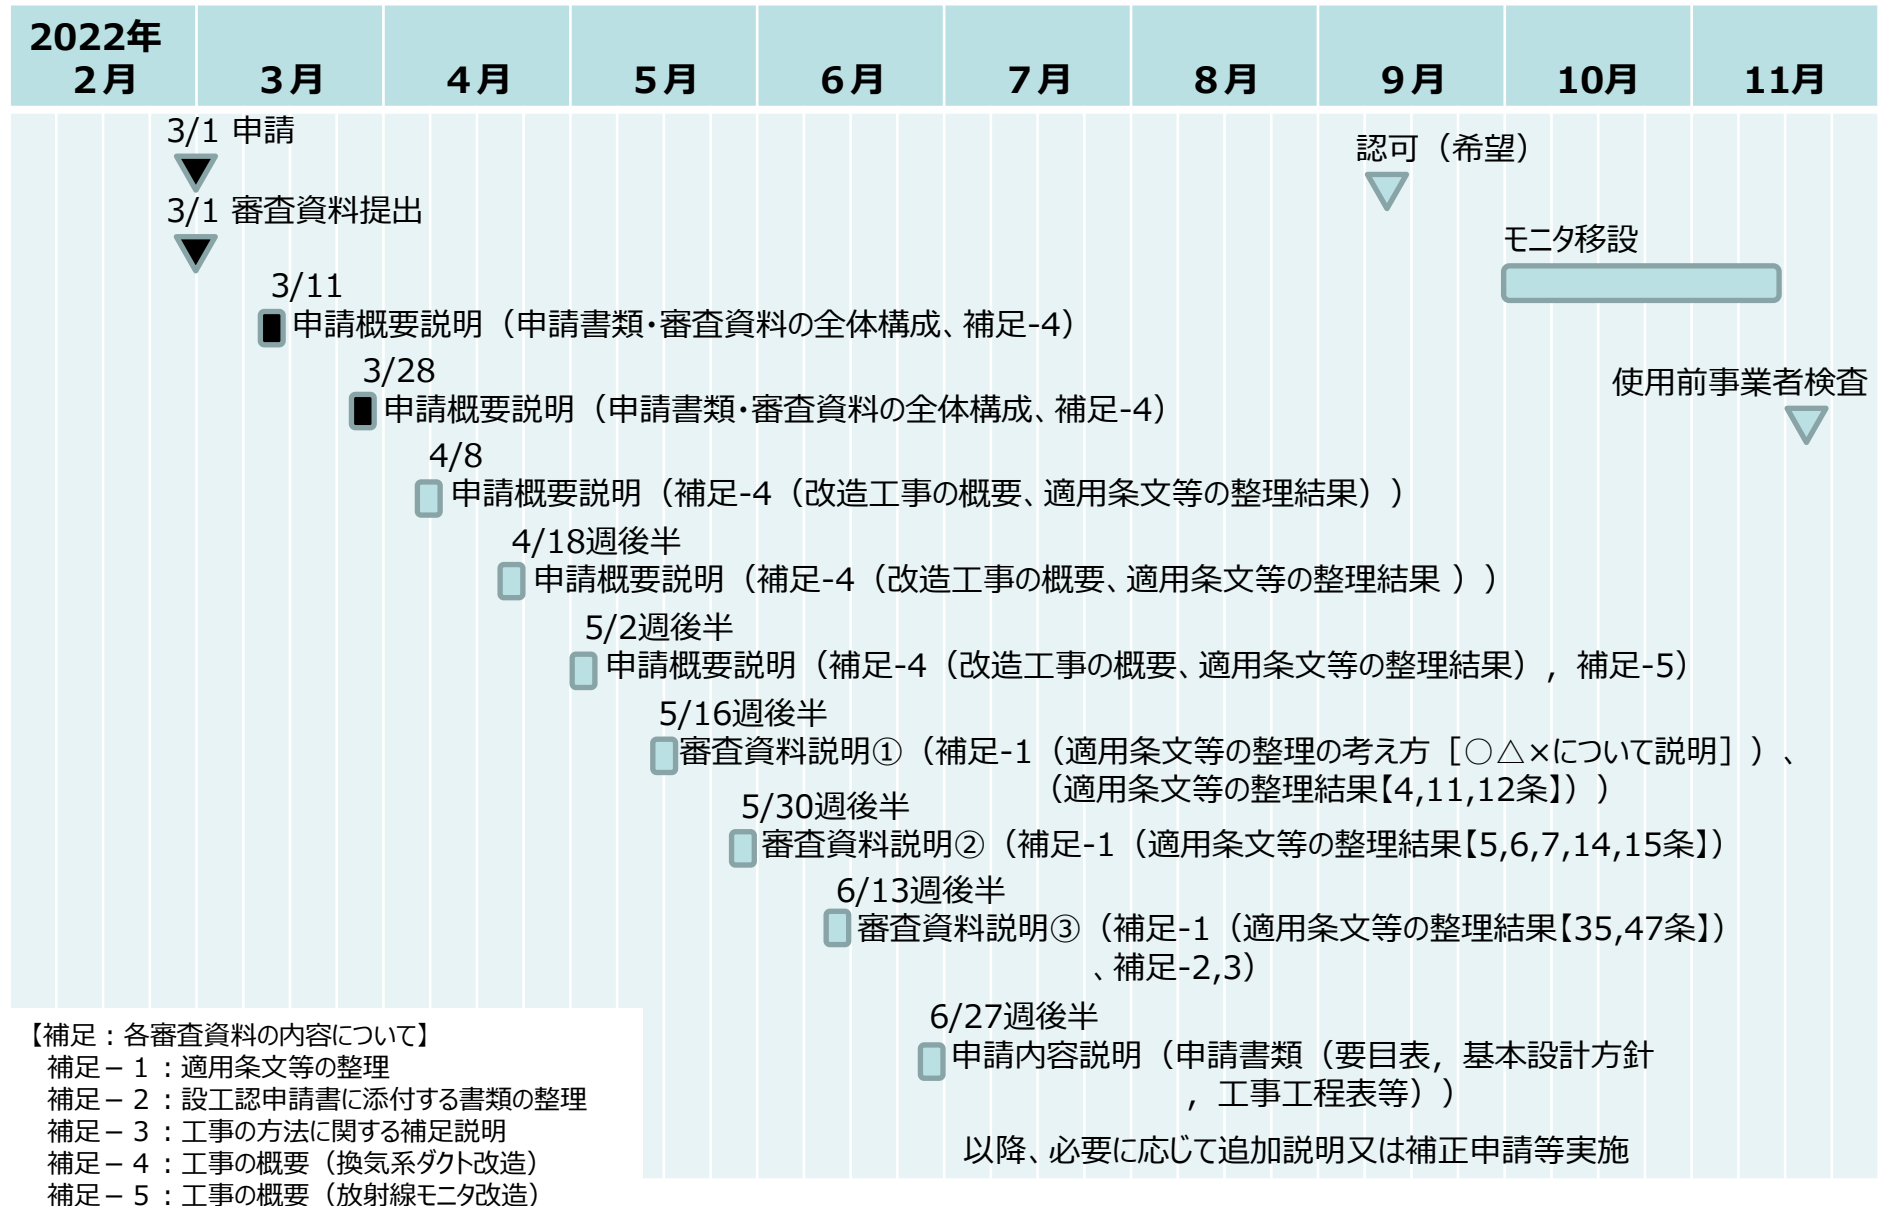 2022年
2月 3月 4月 5月 6月 7月 8月 9月 10月 11月
3/1 申請
認可（希望）
3/1 審査資料提出
モニタ移設
3/11
申請概要説明（申請書類・審査資料の全体構成、補足-4）
3/28
使用前事業者検査
申請概要説明（申請書類・審査資料の全体構成、補足-4）
4/8
申請概要説明（補足-4（改造工事の概要、適用条文等の整理結果））
4/18週後半
申請概要説明（補足-4（改造工事の概要、適用条文等の整理結果 ））
5/2週後半
申請概要説明（補足-4（改造工事の概要、適用条文等の整理結果），補足-5）
5/16週後半
審査資料説明①（補足-1（適用条文等の整理の考え方［○△×について説明］）、
（適用条文等の整理結果【4,11,12条】））
5/30週後半
審査資料説明②（補足-1（適用条文等の整理結果【5,6,7,14,15条】）
6/13週後半
審査資料説明③（補足-1（適用条文等の整理結果【35,47条】）
、補足-2,3）
6/27週後半
申請内容説明（申請書類（要目表，基本設計方針
，工事工程表等））
以降、必要に応じて追加説明又は補正申請等実施
【補足：各審査資料の内容について】
補足－１：適用条文等の整理
補足－２：設工認申請書に添付する書類の整理
補足－３：工事の方法に関する補足説明
補足－４：工事の概要（換気系ダクト改造）
補足－５：工事の概要（放射線モニタ改造）